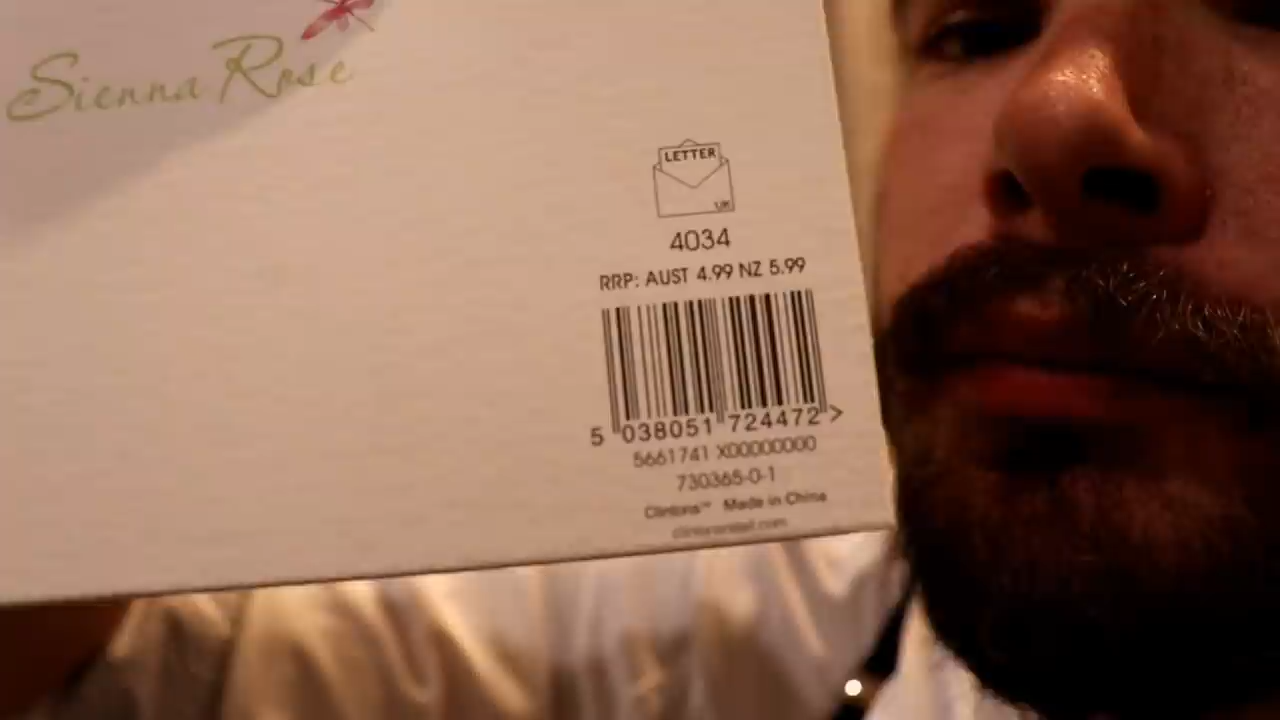 Sienna Rose
LETTER
UK
4034
RRP: AUST 4.99 NZ 5.99
5 038051 724472 >
5661741 X00000000
730365-0-1
Clintons™ Made in China